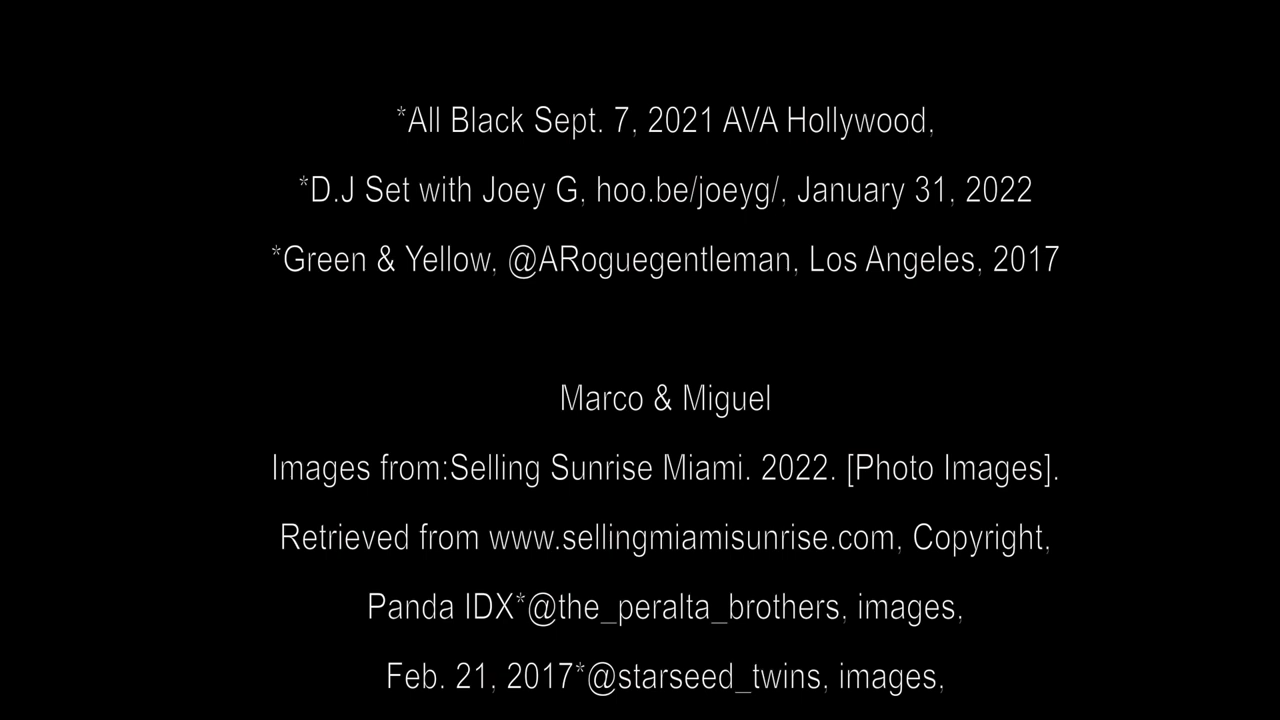 *All Black Sept. 7, 2021 AVA Hollywood,
*D.J Set with Joey G, hoo.be/joeyg/, January 31, 2022
*Green & Yellow, @ARoguegentleman, Los Angeles, 2017
Marco & Miguel
Images from:Selling Sunrise Miami. 2022. [Photo Images].
Retrieved from www.sellingmiamisunrise.com, Copyright,
Panda IDX*@the_peralta_brothers, images,
Feb. 21, 2017*@starseed_twins, images,